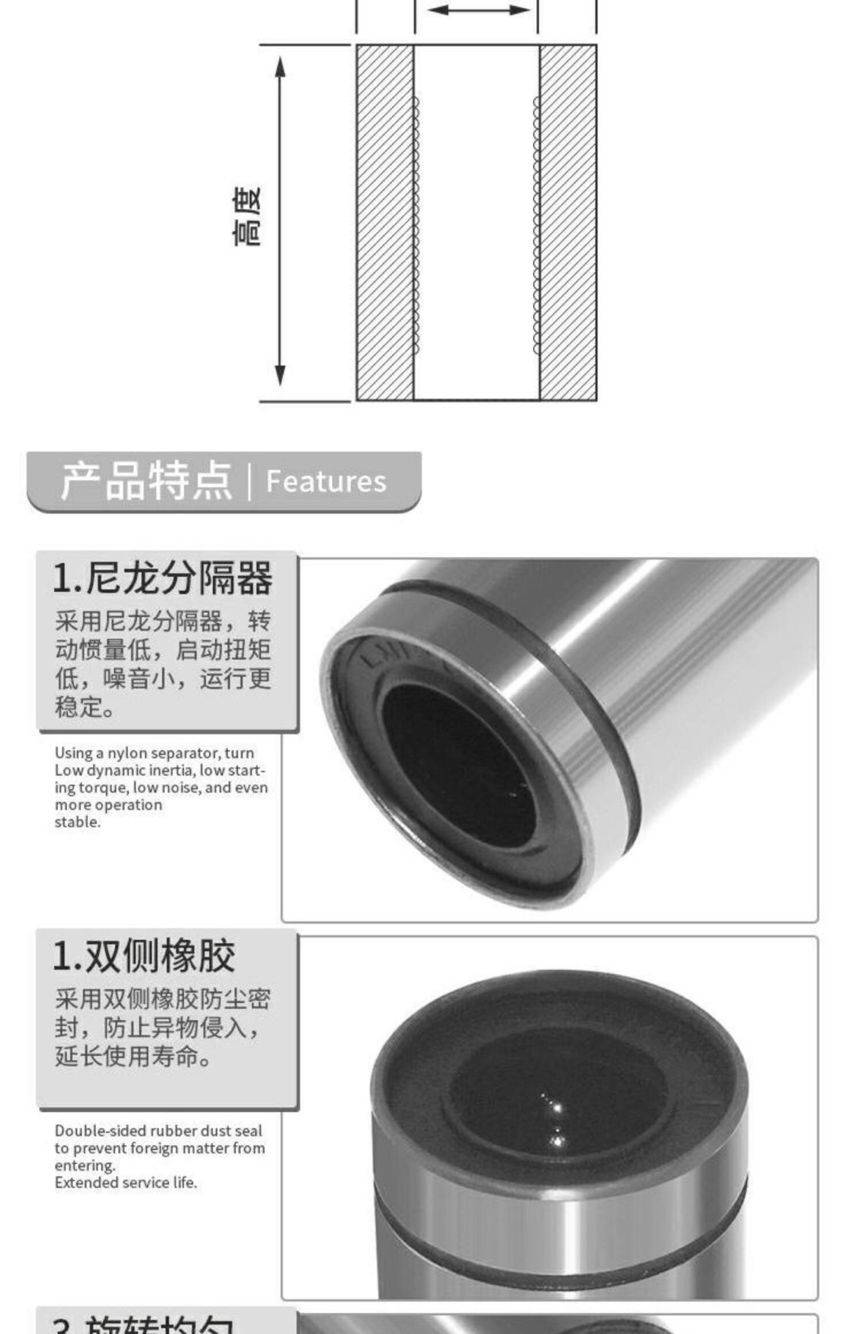 高度
产品特点 | Features
1.尼龙分隔器
采用尼龙分隔器，转
动惯量低，启动扭矩
低，噪音小，运行更
稳定。
Using a nylon separator, turn
Low dynamic inertia, low start-
ing torque, low noise, and even
more operation
stable.
1.双侧橡胶
采用双侧橡胶防尘密
封，防止异物侵入，
延长使用寿命。
Double-sided rubber dust seal
to prevent foreign matter from
entering.
Extended service life.
3.旋转均匀